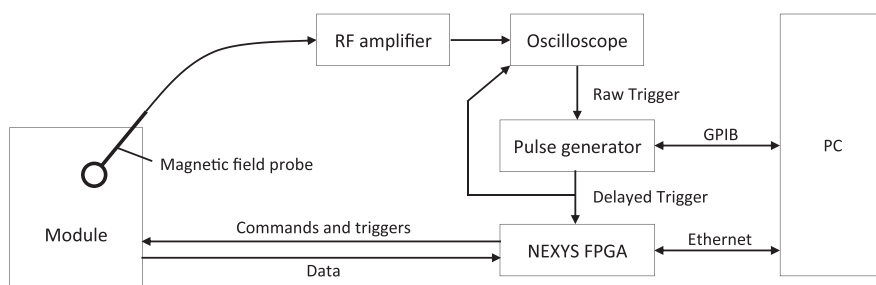 RF amplifier
Oscilloscope
Raw Trigger
Magnetic field probe
Pulse generator
GPIB
PC
Delayed Trigger
Module
Commands and triggers
NEXYS FPGA
Ethernet
Data